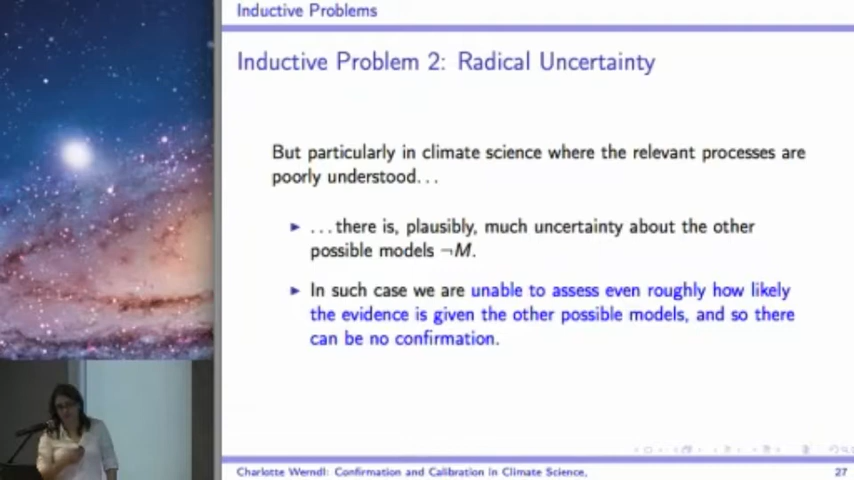 Inductive Problems
Inductive Problem 2: Radical Uncertainty
But particularly in climate science where the relevant processes are
poorly understood...
...there is, plausibly, much uncertainty about the other
possible models ¬M.
In such case we are unable to assess even roughly how likely
the evidence is given the other possible models, and so there
can be no confirmation.
Charlotte Werndl: Confirmation and Calibration in Climate Science, 27